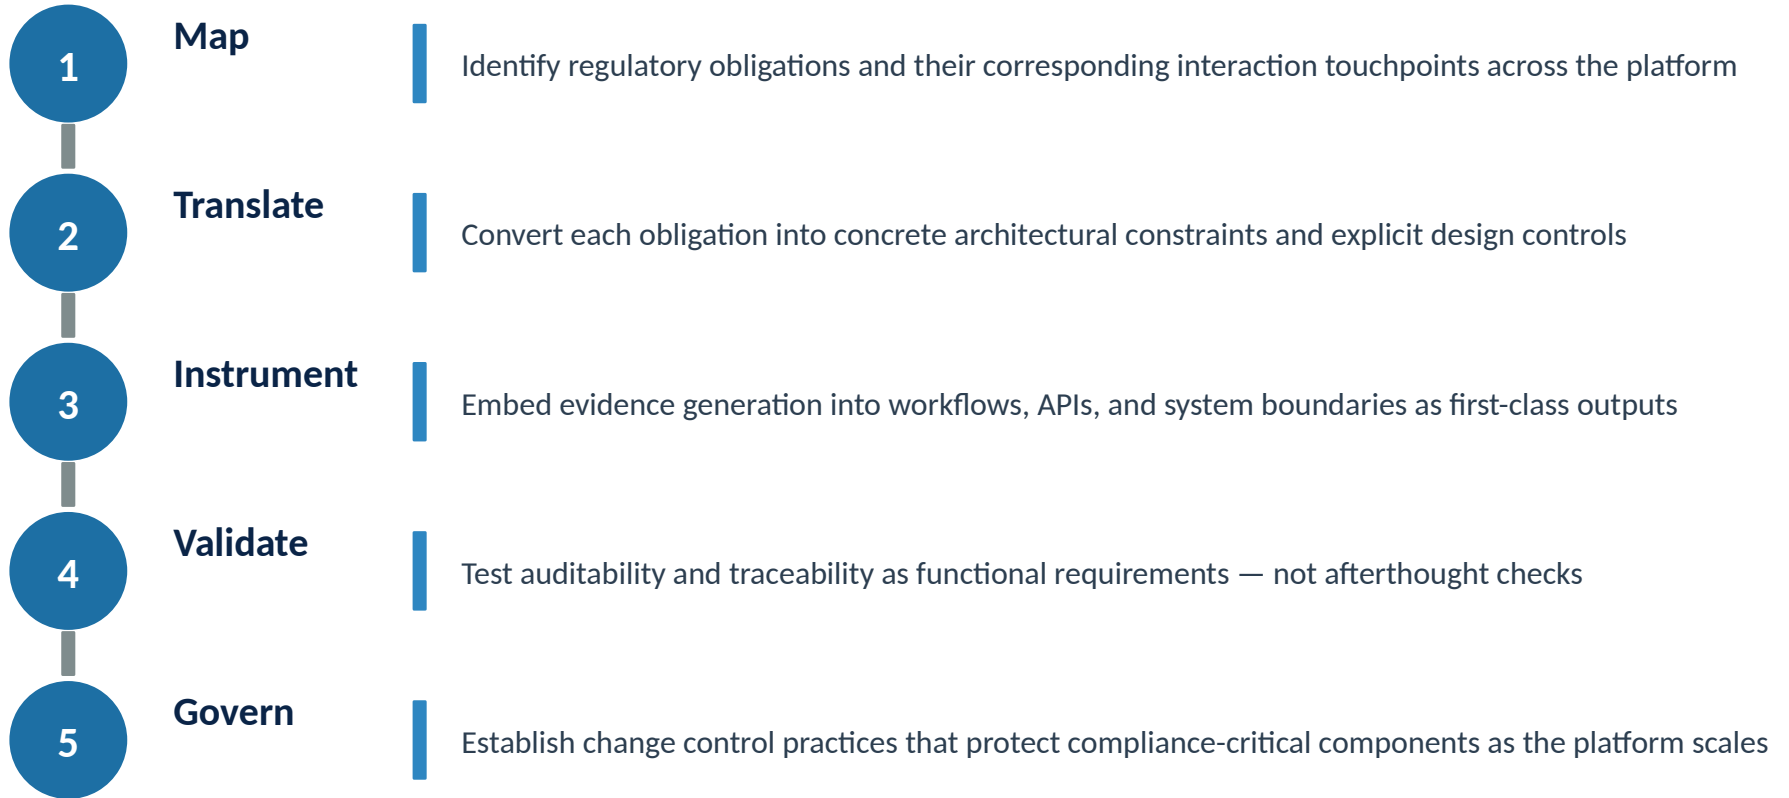 1
Map
Identify regulatory obligations and their corresponding interaction touchpoints across the platform
2
Translate
Convert each obligation into concrete architectural constraints and explicit design controls
3
Instrument
Embed evidence generation into workflows, APIs, and system boundaries as first-class outputs
4
Validate
Test auditability and traceability as functional requirements — not afterthought checks
5
Govern
Establish change control practices that protect compliance-critical components as the platform scales